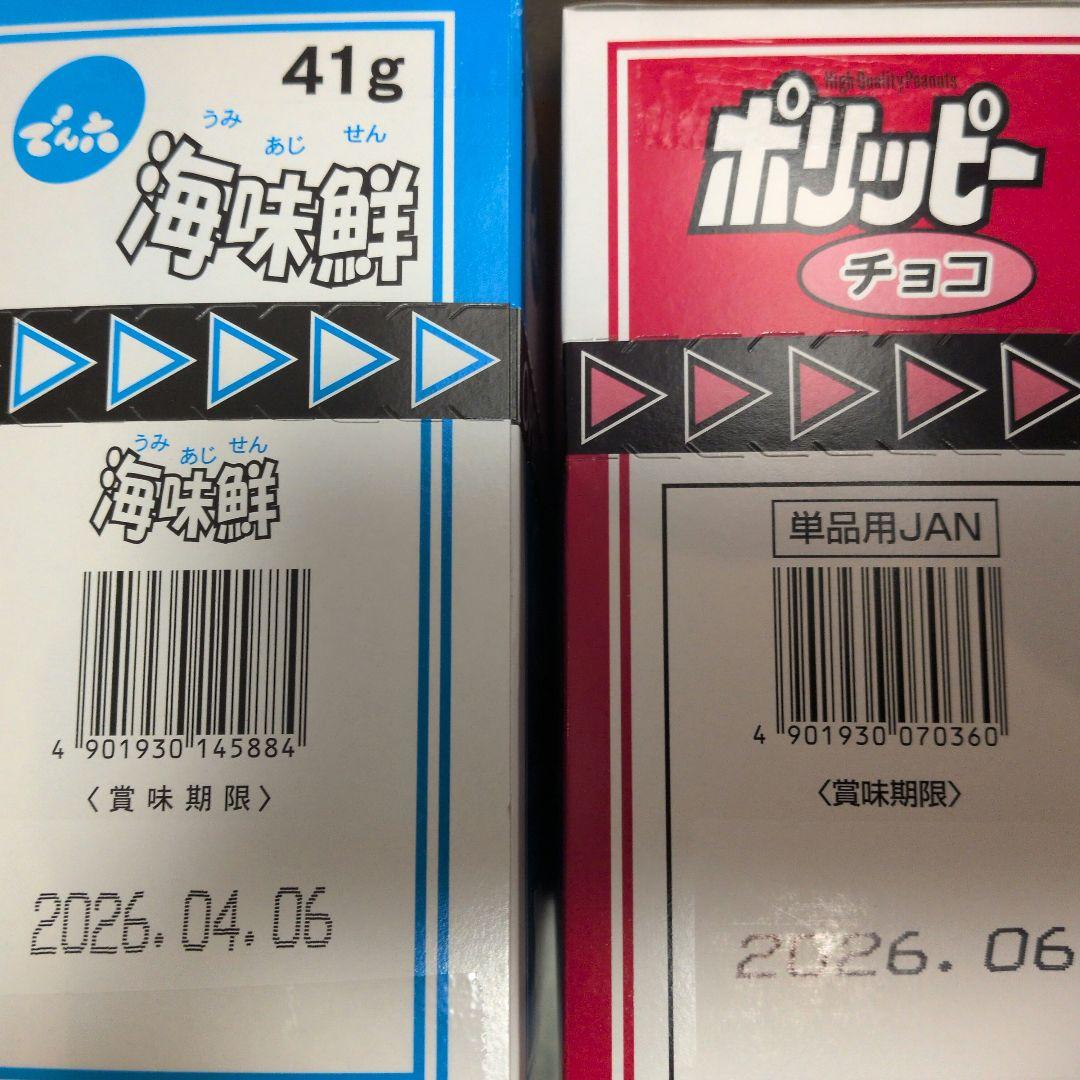 でん六
41g
うみ あじ せん
海味鮮
うみ あじ せん
海味鮮
4 901930 145884
〈賞味期限〉
2026.04.06
High Quality Peanuts
ポリッピー
チョコ
単品用JAN
4 901930 070360
〈賞味期限〉
2026.06